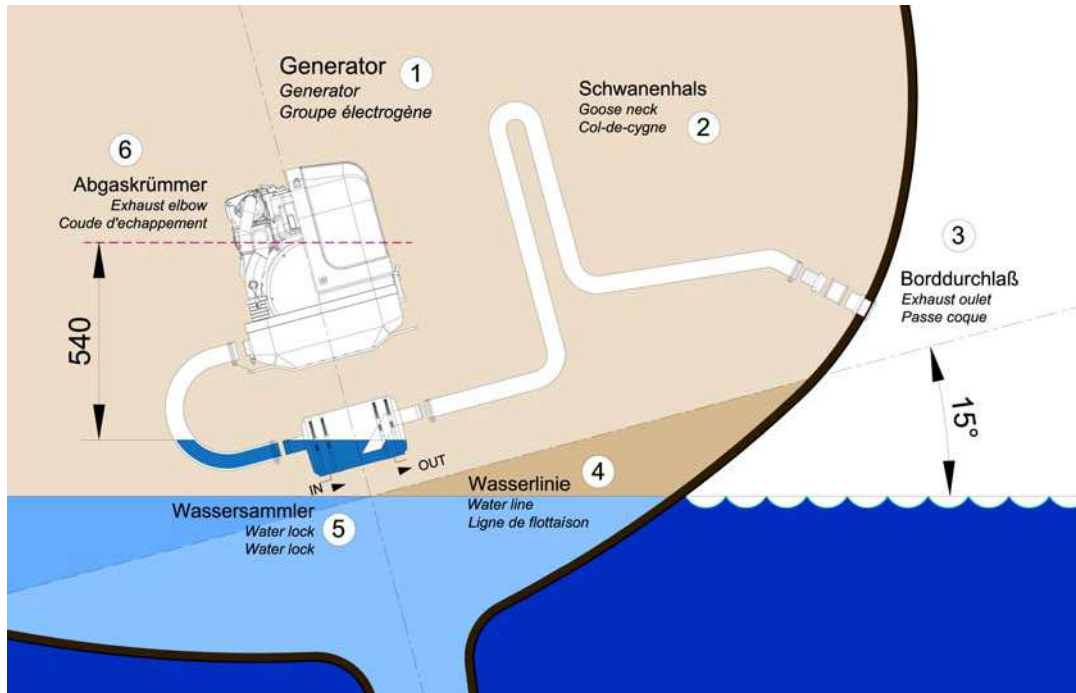 Generator
1
Generator
Groupe électrogène
Schwanenhals
Goose neck
2
Col-de-cygne
6
Abgaskrümmer
Exhaust elbow
Coude d'echappement
3
Borddurchlaß
Exhaust oulet
Passe coque
540
15°
IN
OUT
Wasserlinie
4
Water line
Ligne de flottaison
Wassersammler
5
Water lock
Water lock